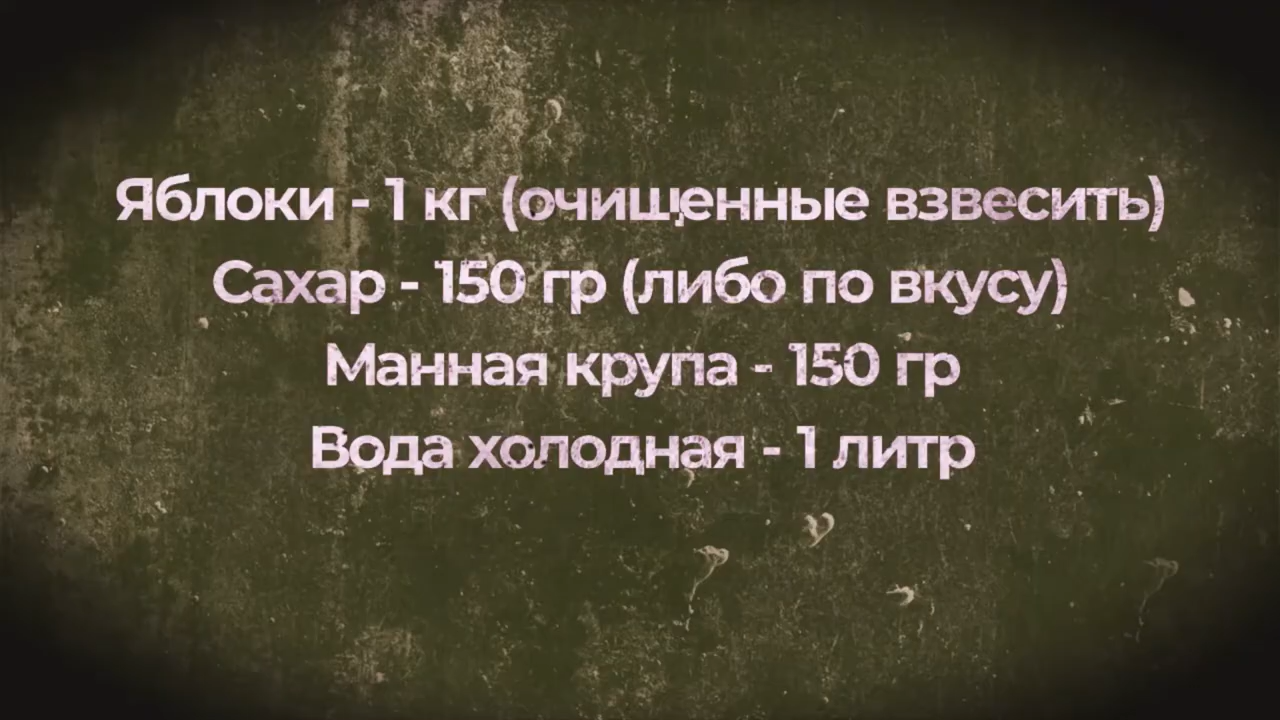 Яблоки - 1 кг (очищенные взвесить)
Сахар - 150 гр (либо по вкусу)
Манная крупа - 150 гр
Вода холодная - 1 литр